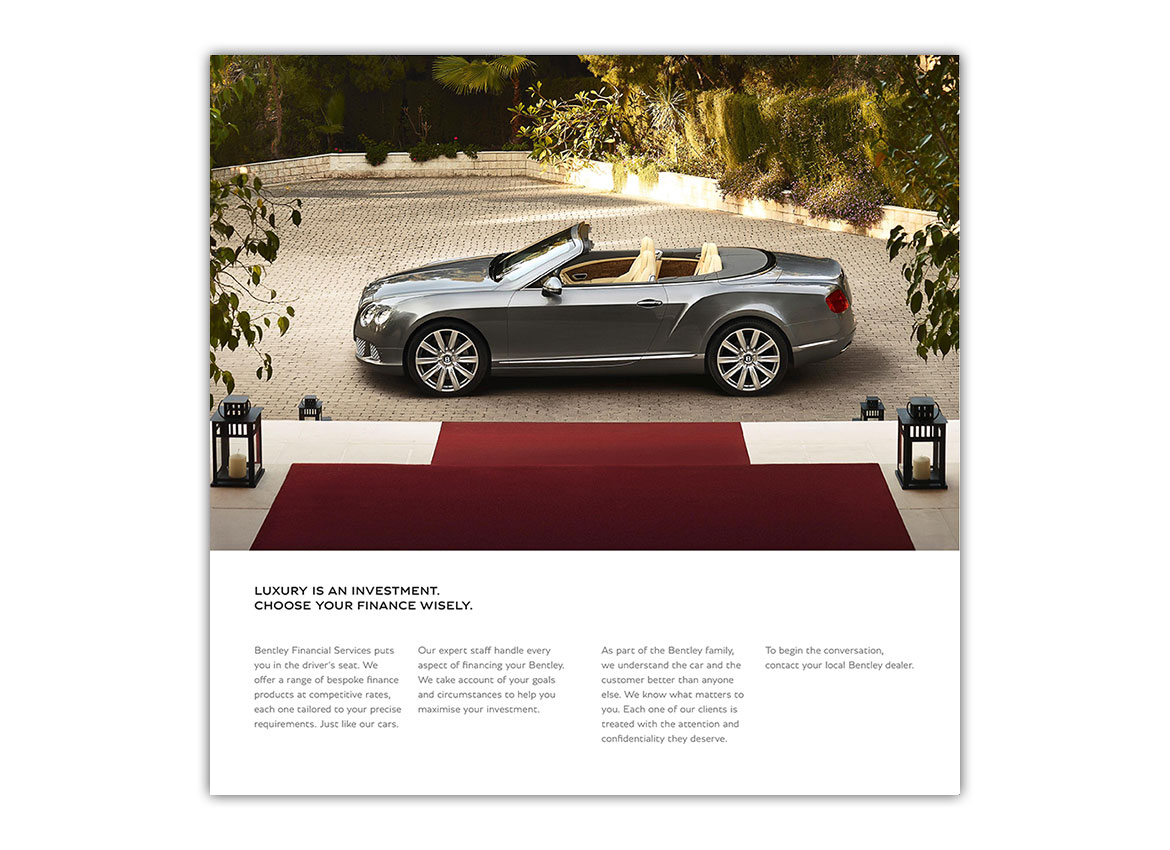 LUXURY IS AN INVESTMENT.
CHOOSE YOUR FINANCE WISELY.
Bentley Financial Services puts
you in the driver's seat. We
offer a range of bespoke finance
products at competitive rates,
each one tailored to your precise
requirements. Just like our cars.
Our expert staff handle every
aspect of financing your Bentley.
We take account of your goals
and circumstances to help you
maximise your investment.
As part of the Bentley family,
we understand the car and the
customer better than anyone
else. We know what matters to
you. Each one of our clients is
treated with the attention and
confidentiality they deserve.
To begin the conversation,
contact your local Bentley dealer.